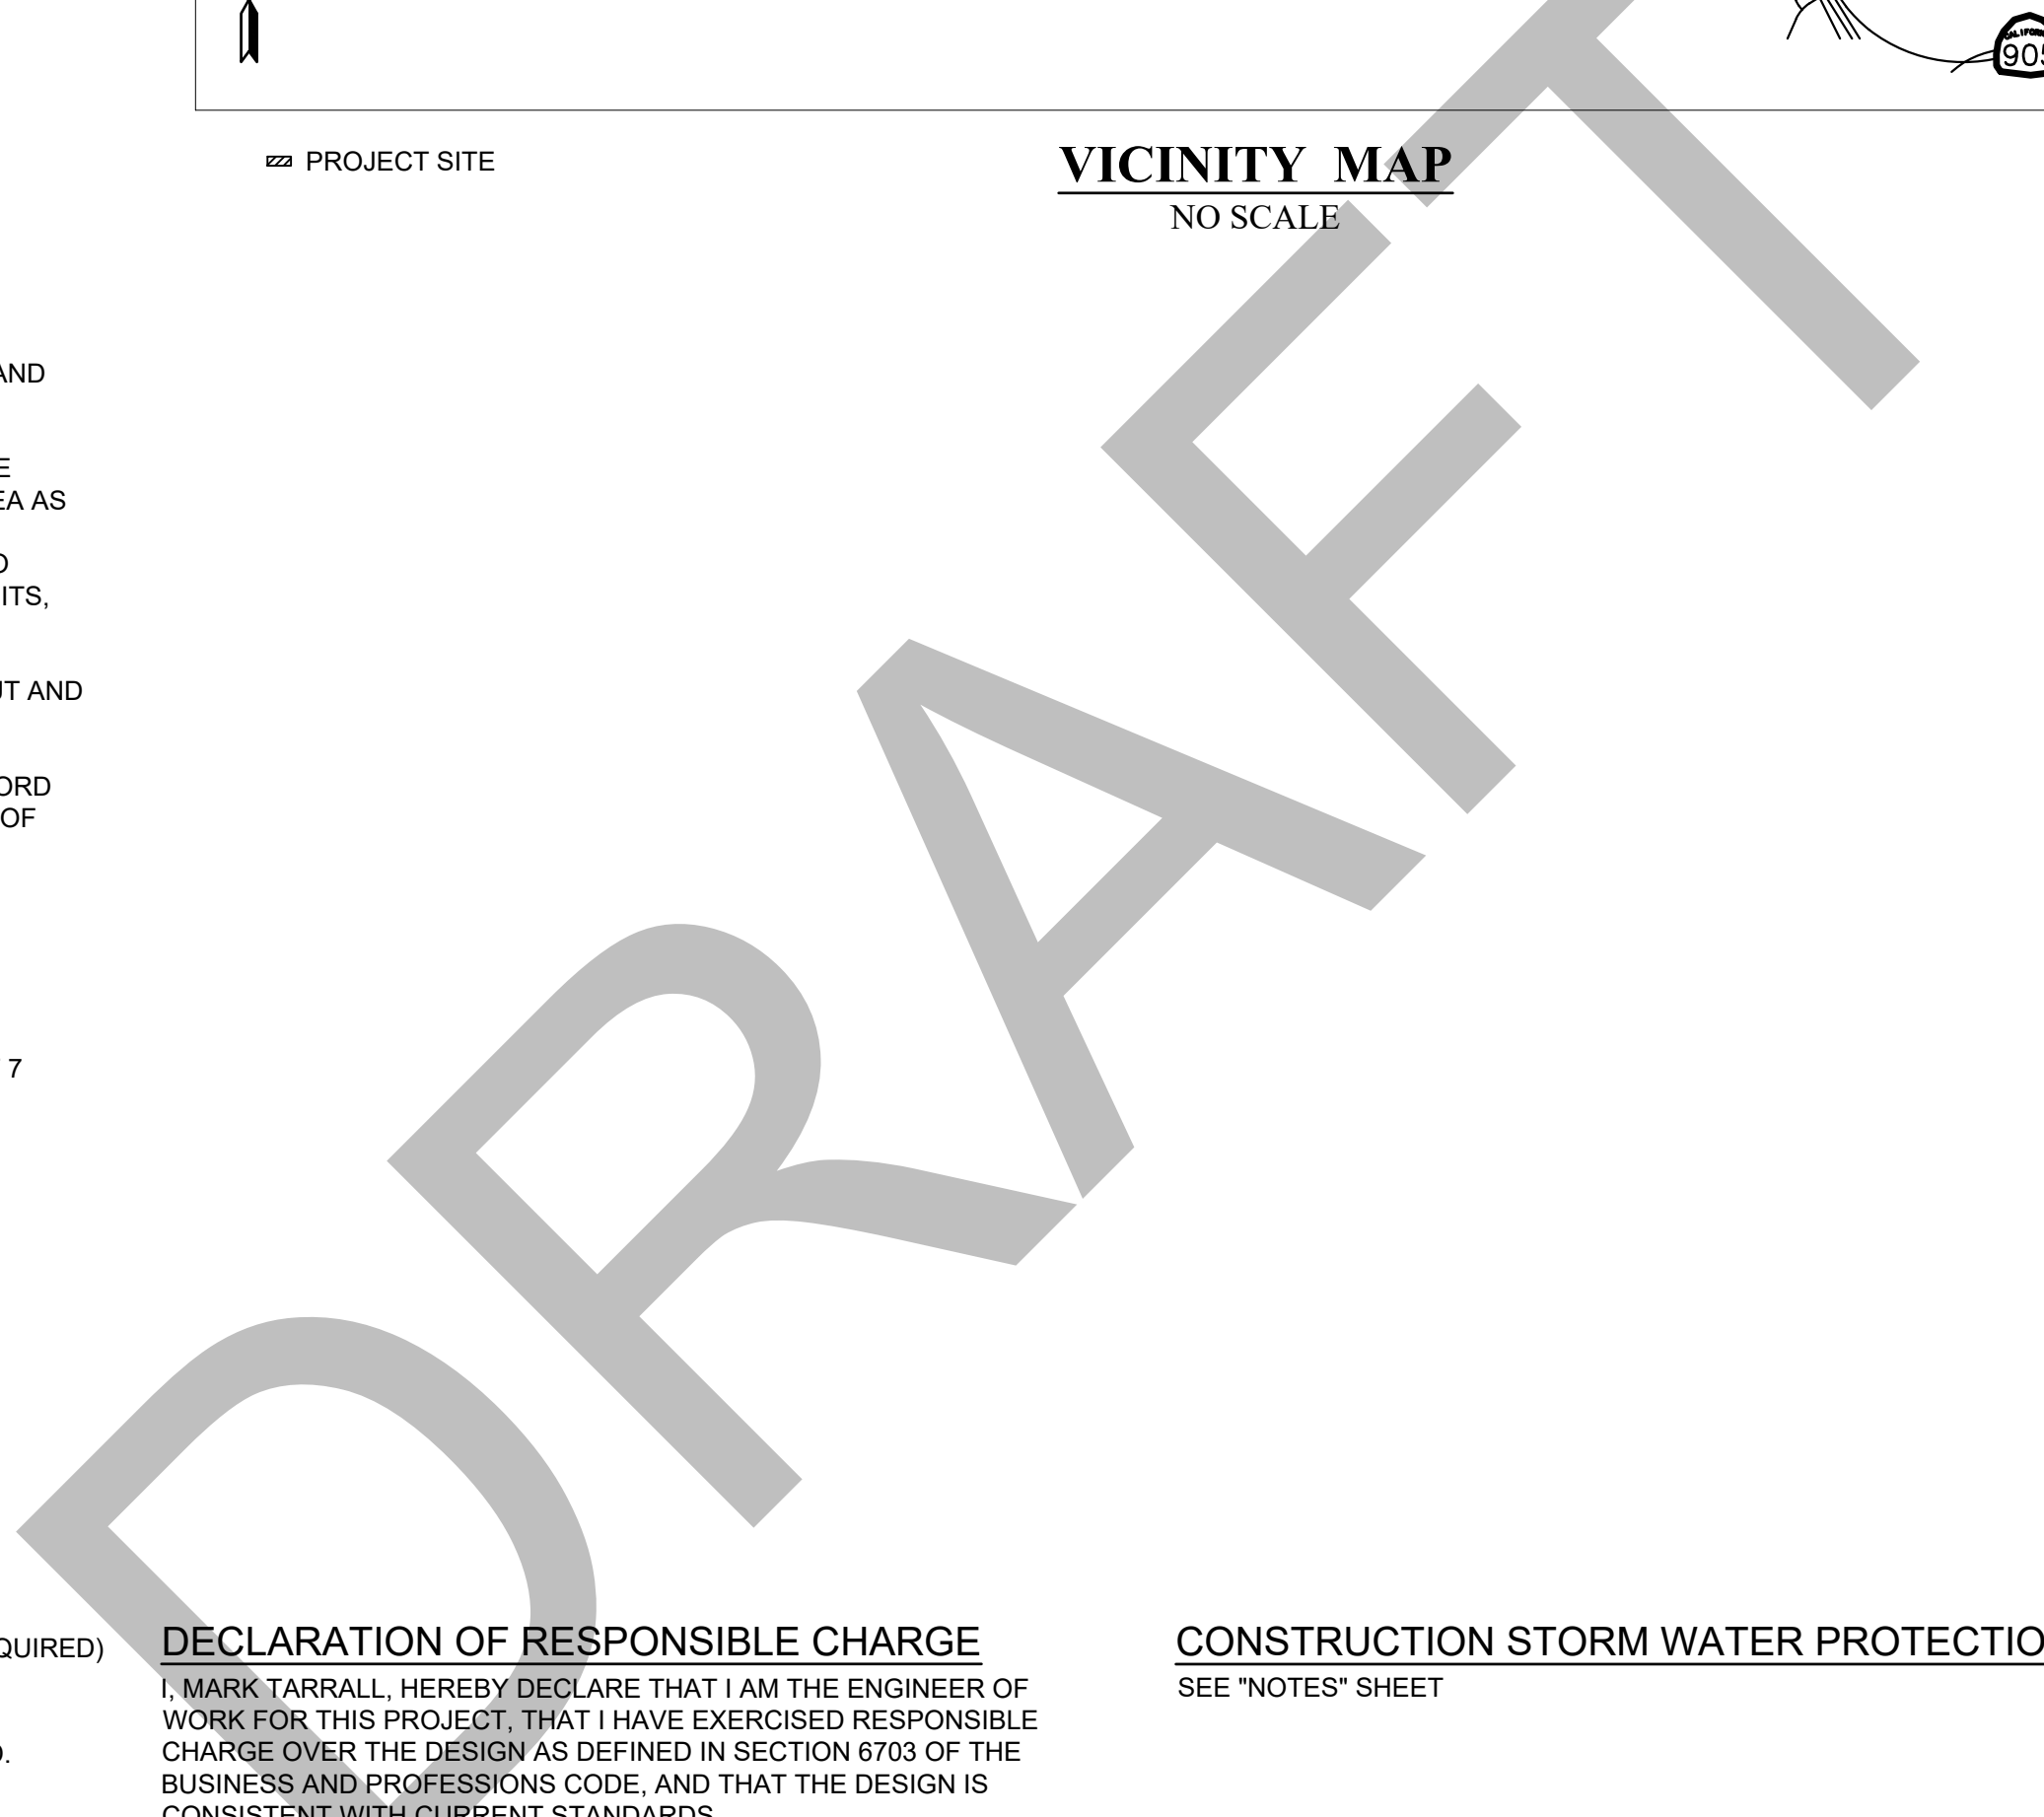 CALIFORNIA
905
PROJECT SITE
VICINITY MAP
NO SCALE
AND
E
EA AS
D
ITS,
UT AND
ORD
OF
7
DRAFT
QUIRED)
O.
DECLARATION OF RESPONSIBLE CHARGE
I, MARK TARRALL, HEREBY DECLARE THAT I AM THE ENGINEER OF
WORK FOR THIS PROJECT, THAT I HAVE EXERCISED RESPONSIBLE
CHARGE OVER THE DESIGN AS DEFINED IN SECTION 6703 OF THE
BUSINESS AND PROFESSIONS CODE, AND THAT THE DESIGN IS
CONSISTENT WITH CURRENT STANDARDS.
CONSTRUCTION STORM WATER PROTECTIO
SEE "NOTES" SHEET